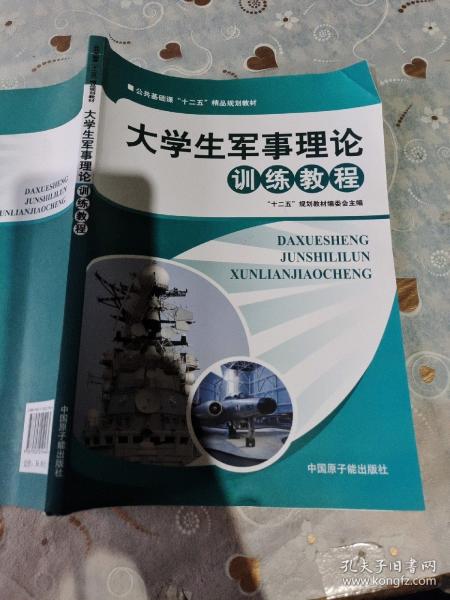 公共基础课“十二五”精品规划教材
大学生军事理论
训练教程
“十二五”规划教材编委会主编
DAXUESHENG
JUNSHILILUN
XUNLIANJIAOCHENG
中国原子能出版社
大学生军事理论训练教程
中国原子能出版社
DAXUESHENG
JUNSHILILUN
XUNLIANJIAOCHENG
孔夫子旧书网
www.kongfz.com